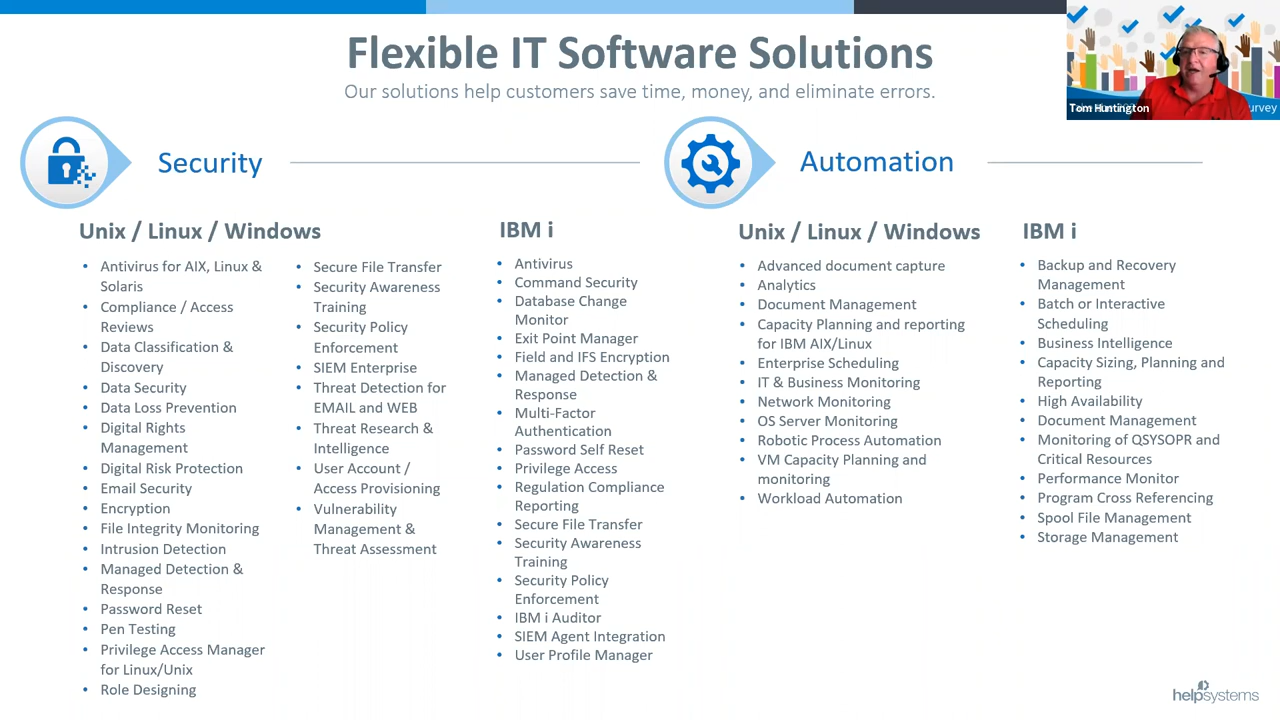 Flexible IT Software Solutions
Our solutions help customers save time, money, and eliminate errors.
Tom Huntington
urvey
Security
Unix / Linux / Windows
Antivirus for AIX, Linux &
Solaris
Compliance / Access
Reviews
Data Classification &
Discovery
Data Security
Data Loss Prevention
Digital Rights
Management
Digital Risk Protection
Email Security
Encryption
File Integrity Monitoring
Intrusion Detection
Managed Detection &
Response
Password Reset
Pen Testing
Privilege Access Manager
for Linux/Unix
Role Designing
Secure File Transfer
Security Awareness
Training
Security Policy
Enforcement
SIEM Enterprise
Threat Detection for
EMAIL and WEB
Threat Research &
Intelligence
User Account /
Access Provisioning
Vulnerability
Management &
Threat Assessment
IBM i
Antivirus
Command Security
Database Change
Monitor
Exit Point Manager
Field and IFS Encryption
Managed Detection &
Response
Multi-Factor
Authentication
Password Self Reset
Privilege Access
Regulation Compliance
Reporting
Secure File Transfer
Security Awareness
Training
Security Policy
Enforcement
IBM i Auditor
SIEM Agent Integration
User Profile Manager
Automation
Unix / Linux / Windows
Advanced document capture
Analytics
Document Management
Capacity Planning and reporting
for IBM AIX/Linux
Enterprise Scheduling
IT & Business Monitoring
Network Monitoring
OS Server Monitoring
Robotic Process Automation
VM Capacity Planning and
monitoring
Workload Automation
IBM i
Backup and Recovery
Management
Batch or Interactive
Scheduling
Business Intelligence
Capacity Sizing, Planning and
Reporting
High Availability
Document Management
Monitoring of QSYSOPR and
Critical Resources
Performance Monitor
Program Cross Referencing
Spool File Management
Storage Management
helpsystems